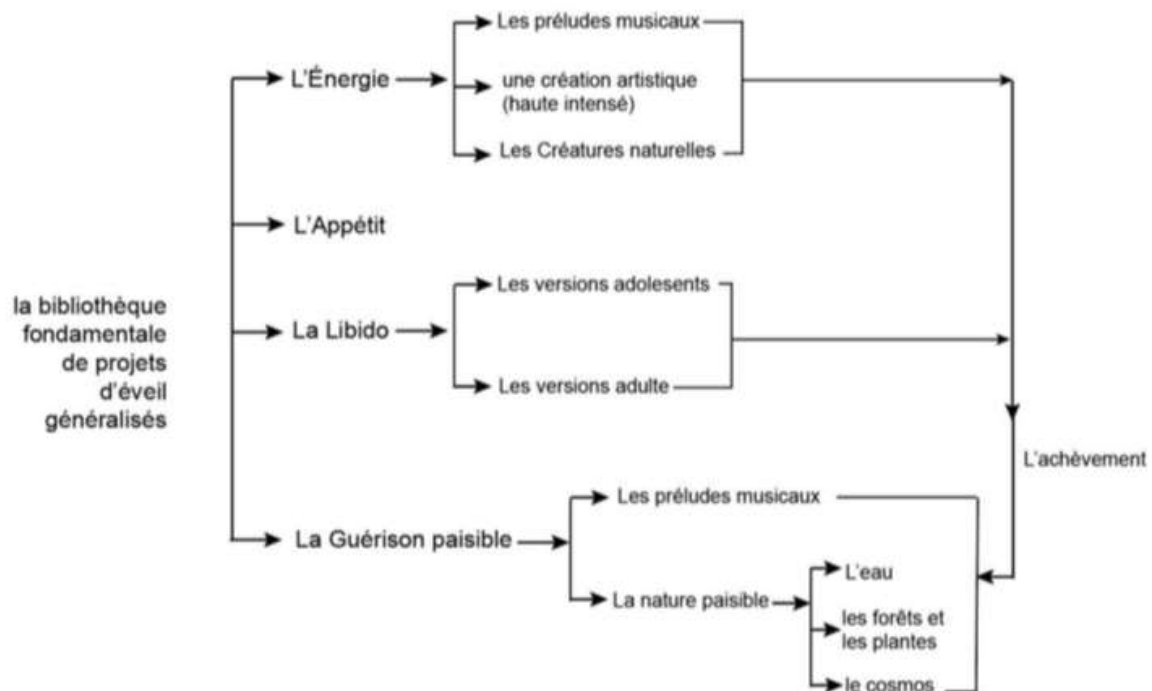 Les préludes musicaux
L'Énergie
une création artistique
(haute intensé)
Les Créatures naturelles
L'Appétit
la bibliothèque
fondamentale
de projets
d'éveil
généralisés
Les versions adolesents
La Libido
Les versions adulte
L'achèvement
Les préludes musicaux
La Guérison paisible
L'eau
La nature paisible
les forêts et
les plantes
le cosmos